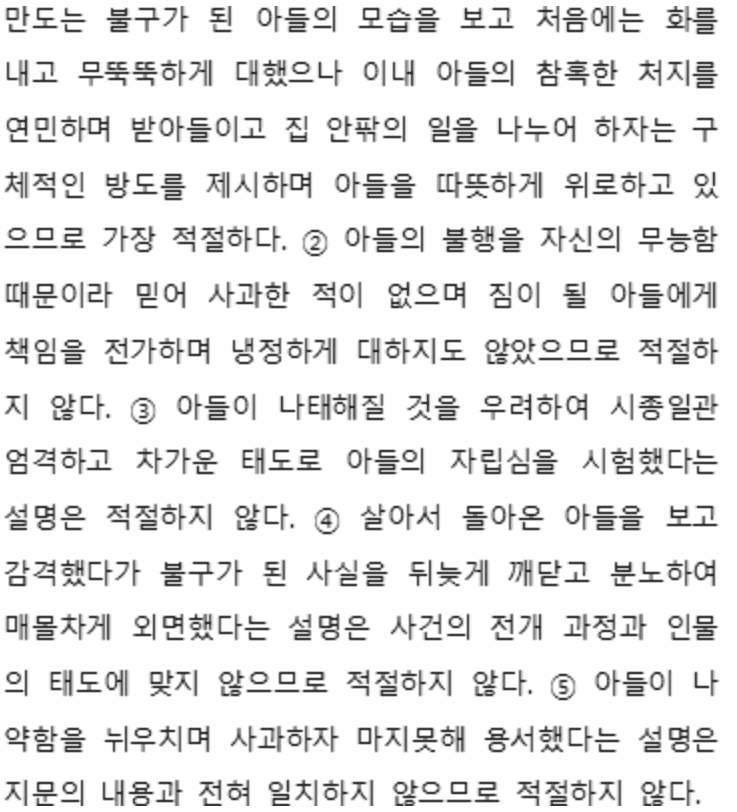 만도는 불구가 된 아들의 모습을 보고 처음에는 화를
내고 무뚝뚝하게 대했으나 이내 아들의 참혹한 처지를
연민하며 받아들이고 집 안팎의 일을 나누어 하자는 구
체적인 방도를 제시하며 아들을 따뜻하게 위로하고 있
으므로 가장 적절하다. ② 아들의 불행을 자신의 무능함
때문이라 믿어 사과한 적이 없으며 짐이 될 아들에게
책임을 전가하며 냉정하게 대하지도 않았으므로 적절하
지 않다. ③ 아들이 나태해질 것을 우려하여 시종일관
엄격하고 차가운 태도로 아들의 자립심을 시험했다는
설명은 적절하지 않다. ④ 살아서 돌아온 아들을 보고
감격했다가 불구가 된 사실을 뒤늦게 깨닫고 분노하여
매몰차게 외면했다는 설명은 사건의 전개 과정과 인물
의 태도에 맞지 않으므로 적절하지 않다. ⑤ 아들이 나
약함을 뉘우치며 사과하자 마지못해 용서했다는 설명은
지문의 내용과 전혀 일치하지 않으므로 적절하지 않다.